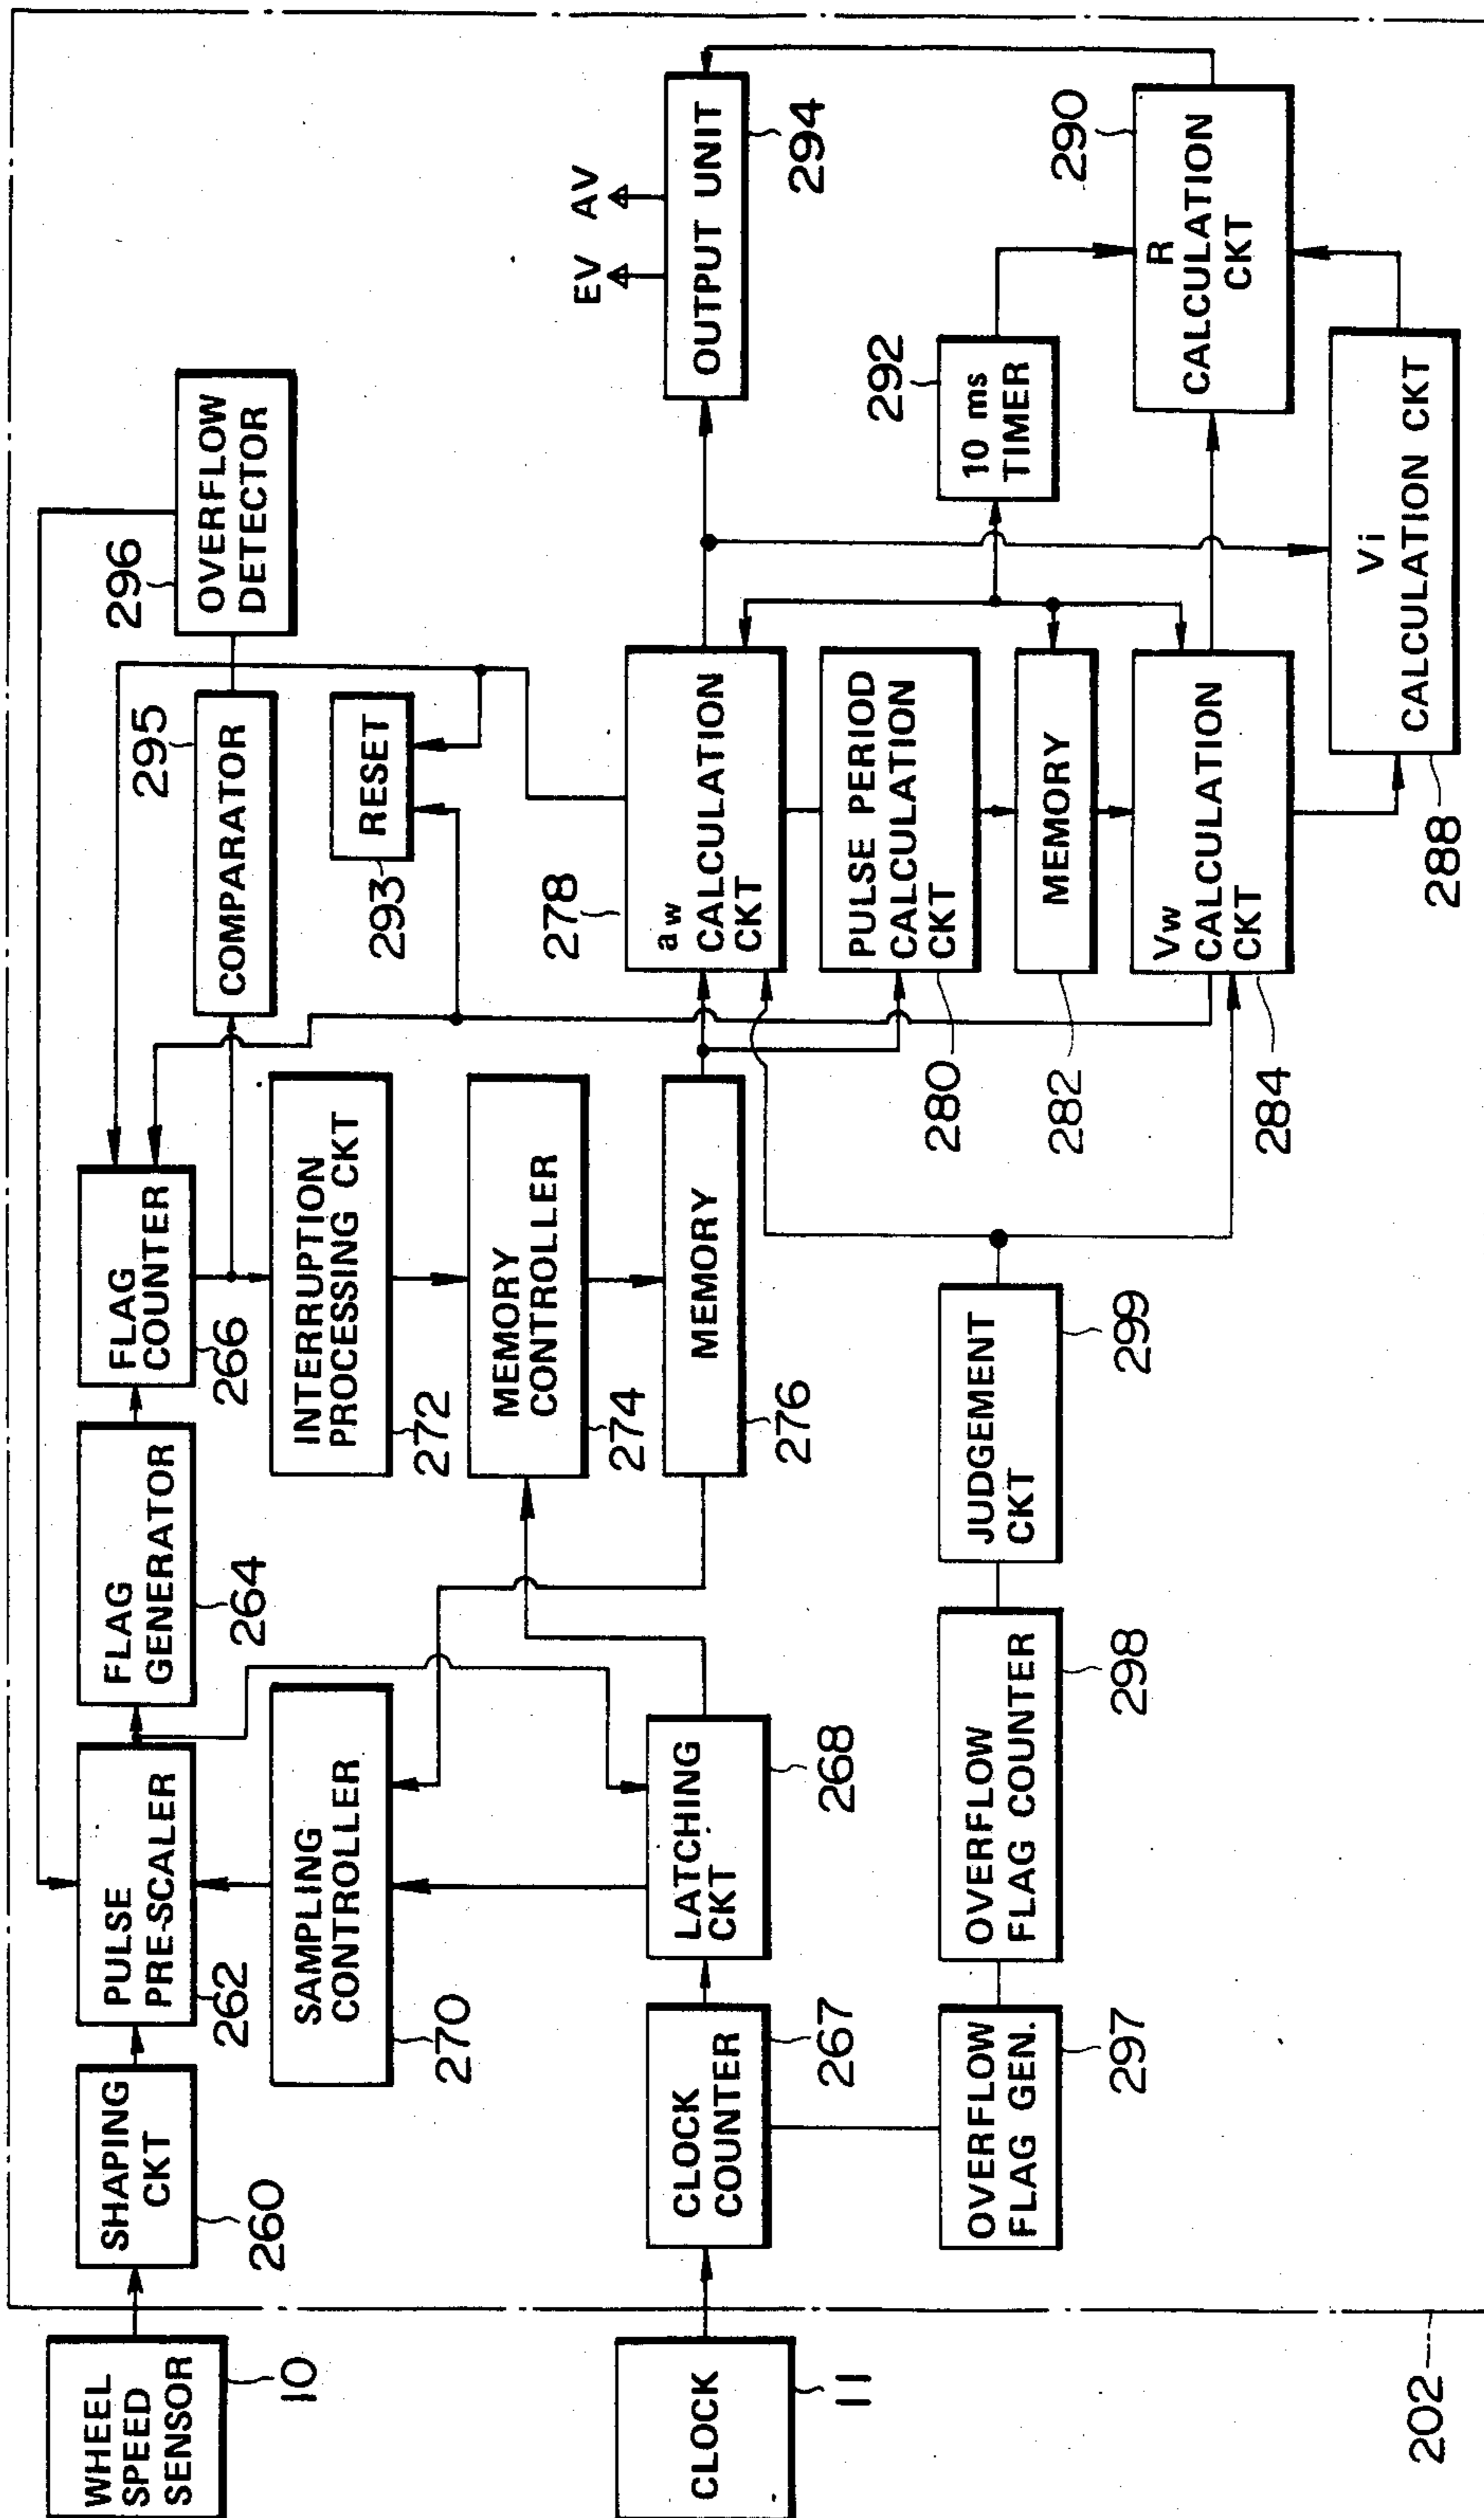 WHEEL
SPEED
SENSOR
10
SHAPING
CKT
260
PULSE
PRE-SCALER
262
FLAG
GENERATOR
264
FLAG
COUNTER
266
COMPARATOR
295
OVERFLOW
DETECTOR
296
SAMPLING
CONTROLLER
270
INTERRUPTION
PROCESSING CKT
272
RESET
293
MEMORY
CONTROLLER
274
CLOCK
11
CLOCK
COUNTER
267
LATCHING
CKT
268
MEMORY
276
aw
CALCULATION
CKT
278
EV
AV
OUTPUT UNIT
294
PULSE PERIOD
CALCULATION
CKT
280
OVERFLOW
FLAG GEN.
297
OVERFLOW
FLAG COUNTER
298
JUDGEMENT
CKT
299
MEMORY
282
10 ms
TIMER
292
Vw
CALCULATION
CKT
284
R
CALCULATION
CKT
290
Vi
CALCULATION CKT
288
202